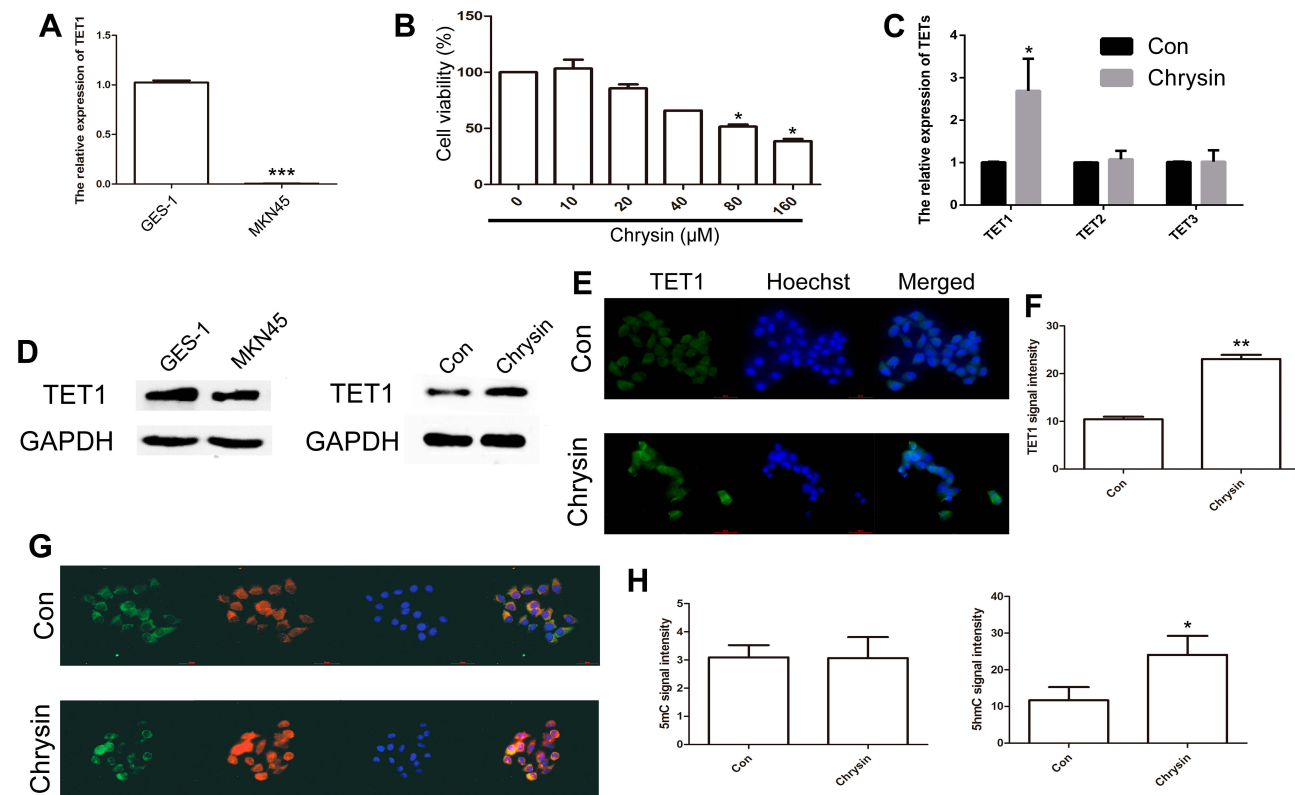 A
The relative expression of TET1
1.5
1.0
0.5
0.0
***
GES-1
MKN45
B
Cell viability (%)
150
100
50
0
*
*
0
10
20
40
80
160
Chrysin (µM)
C
The relative expression of TETs
4
3
2
1
0
*
Con
Chrysin
TET1
TET2
TET3
D
GES-1
MKN45
TET1
GAPDH
Con
Chrysin
TET1
GAPDH
E
TET1
Hoechst
Merged
Con
Chrysin
F
TET1 signal intensity
30
20
10
0
**
Con
Chrysin
G
Con
Chrysin
H
5mC signal intensity
5
4
3
2
1
0
Con
Chrysin
5hmC signal intensity
40
30
20
10
0
*
Con
Chrysin